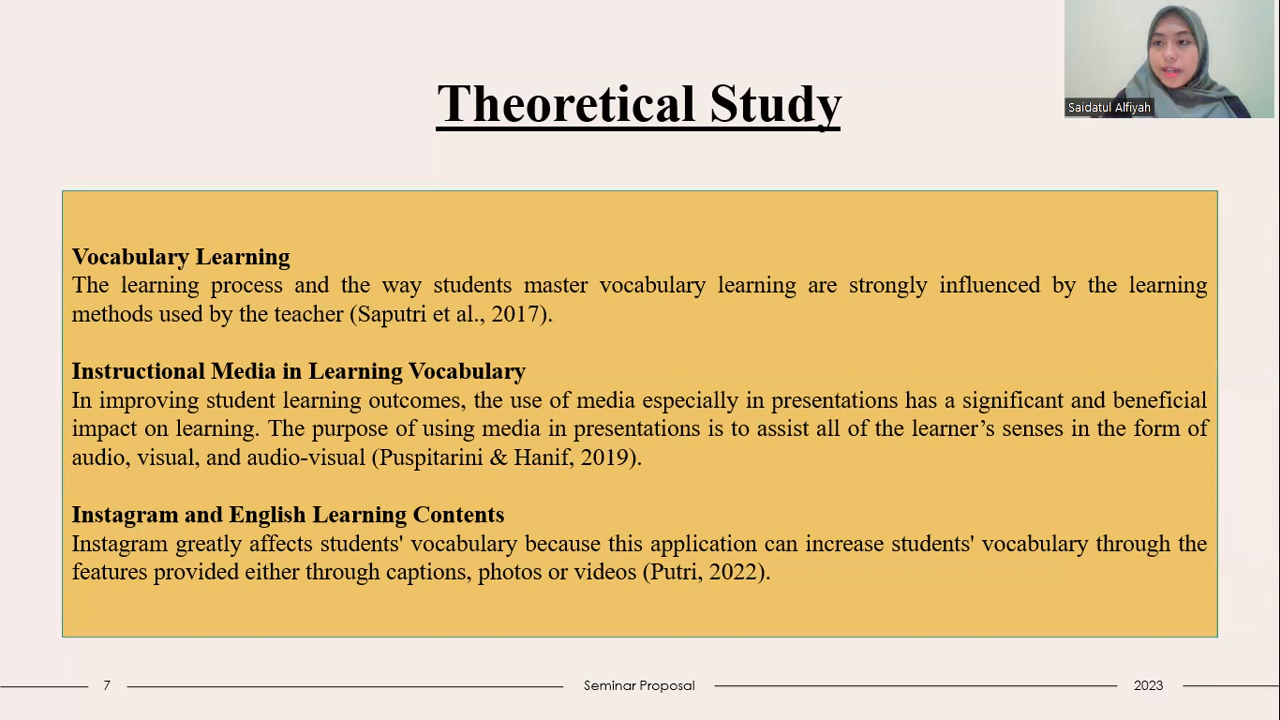 Saidatul Alfiyah
Theoretical Study
Vocabulary Learning
The learning process and the way students master vocabulary learning are strongly influenced by the learning
methods used by the teacher (Saputri et al., 2017).
Instructional Media in Learning Vocabulary
In improving student learning outcomes, the use of media especially in presentations has a significant and beneficial
impact on learning. The purpose of using media in presentations is to assist all of the learner’s senses in the form of
audio, visual, and audio-visual (Puspitarini & Hanif, 2019).
Instagram and English Learning Contents
Instagram greatly affects students' vocabulary because this application can increase students' vocabulary through the
features provided either through captions, photos or videos (Putri, 2022).
7
Seminar Proposal
2023